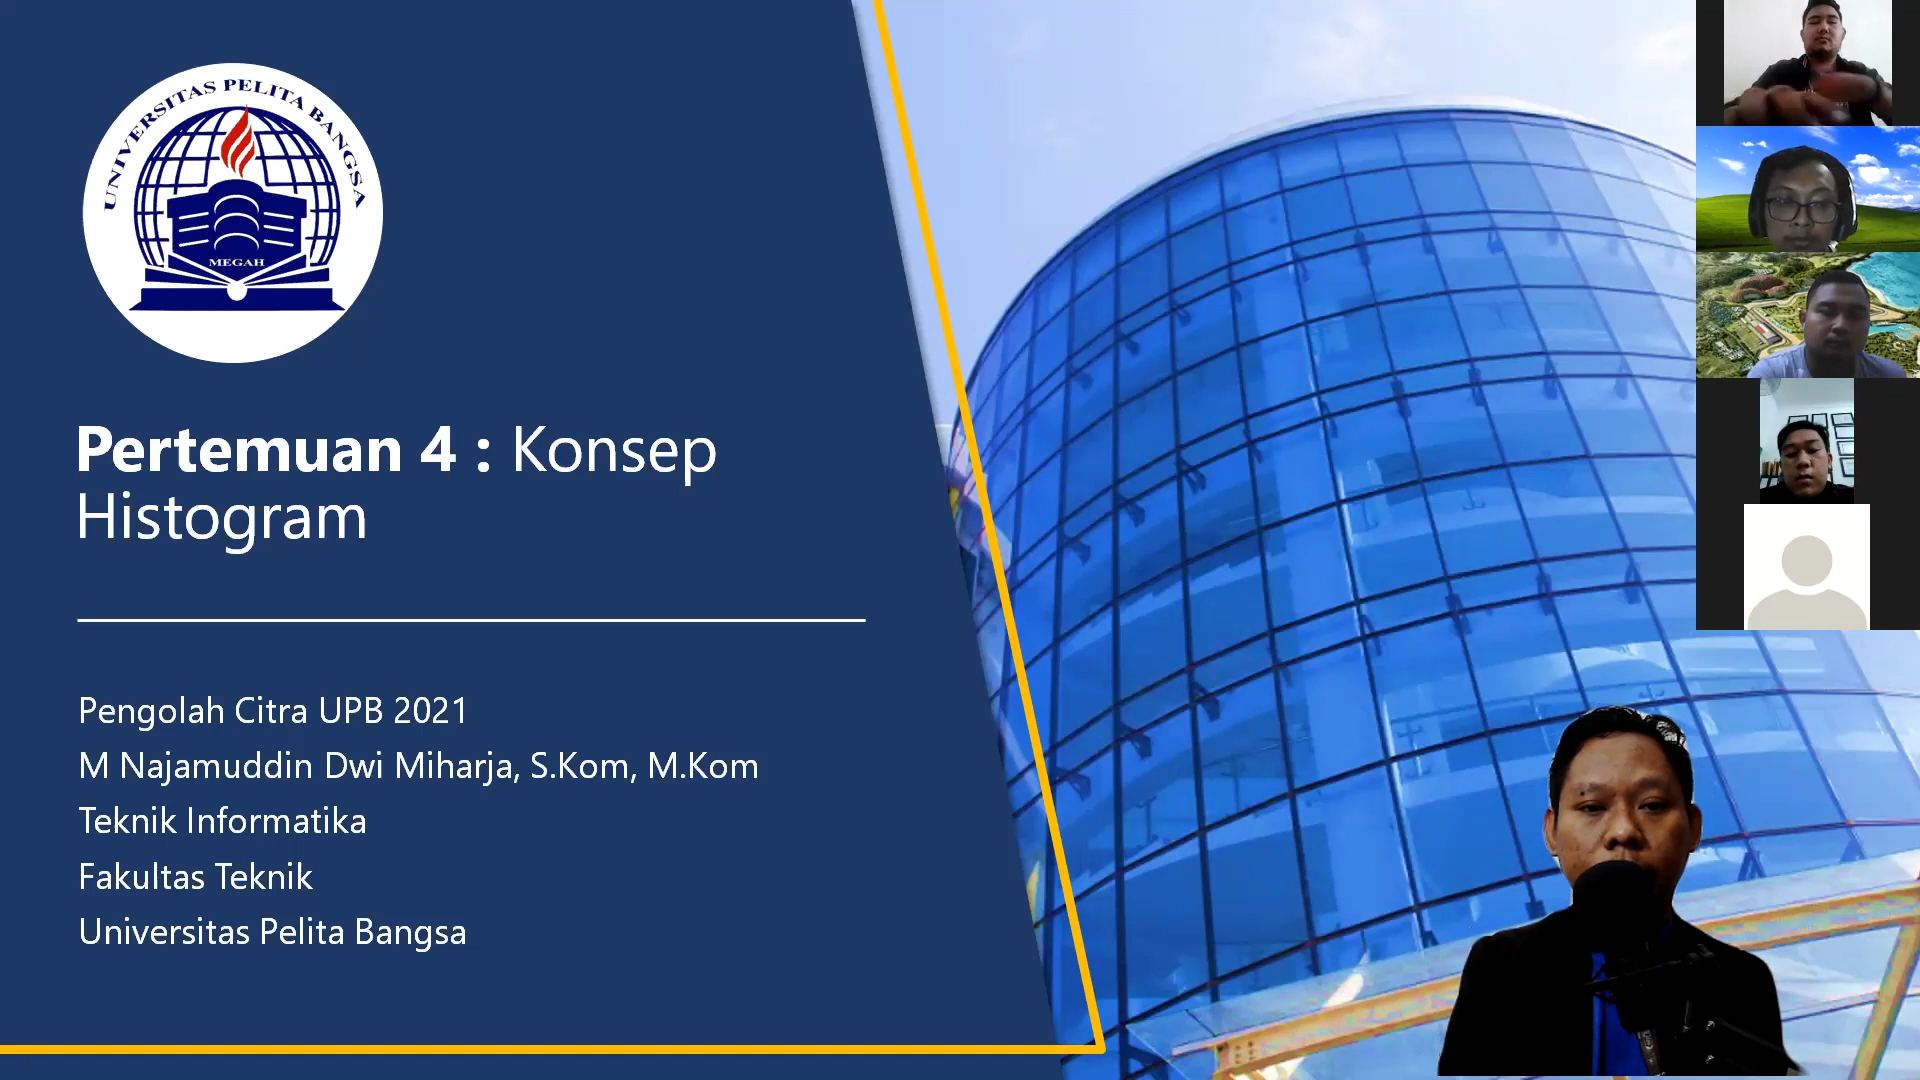 UNIVERSITAS PELITA BANGSA
MEGAH
Pertemuan 4 : Konsep
Histogram
Pengolah Citra UPB 2021
M Najamuddin Dwi Miharja, S.Kom, M.Kom
Teknik Informatika
Fakultas Teknik
Universitas Pelita Bangsa